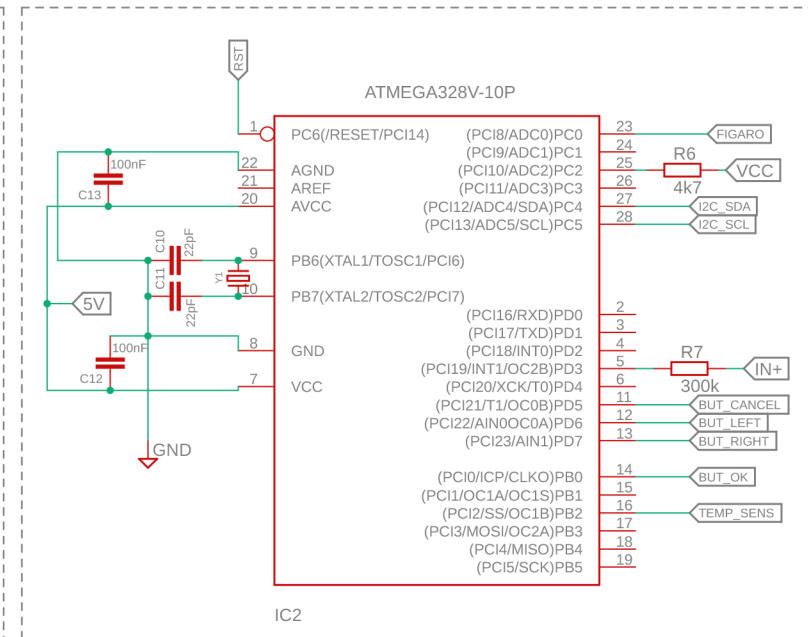 RST
ATMEGA328V-10P
1
PC6(/RESET/PCI14)
22
AGND
21
AREF
20
AVCC
9
PB6(XTAL1/TOSC1/PCI6)
10
PB7(XTAL2/TOSC2/PCI7)
8
GND
7
VCC
100nF
C13
C10
22pF
C11
22pF
Y1
5V
100nF
C12
GND
(PCI8/ADC0)PC0
23
FIGARO
(PCI9/ADC1)PC1
24
(PCI10/ADC2)PC2
25
R6
4k7
VCC
(PCI11/ADC3)PC3
26
(PCI12/ADC4/SDA)PC4
27
I2C_SDA
(PCI13/ADC5/SCL)PC5
28
I2C_SCL
(PCI16/RXD)PD0
2
(PCI17/TXD)PD1
3
(PCI18/INT0)PD2
4
(PCI19/INT1/OC2B)PD3
5
R7
300k
IN+
(PCI20/XCK/T0)PD4
6
(PCI21/T1/OC0B)PD5
11
BUT_CANCEL
(PCI22/AIN0OC0A)PD6
12
BUT_LEFT
(PCI23/AIN1)PD7
13
BUT_RIGHT
(PCI0/ICP/CLKO)PB0
14
BUT_OK
(PCI1/OC1A/OC1S)PB1
15
(PCI2/SS/OC1B)PB2
16
TEMP_SENS
(PCI3/MOSI/OC2A)PB3
17
(PCI4/MISO)PB4
18
(PCI5/SCK)PB5
19
IC2